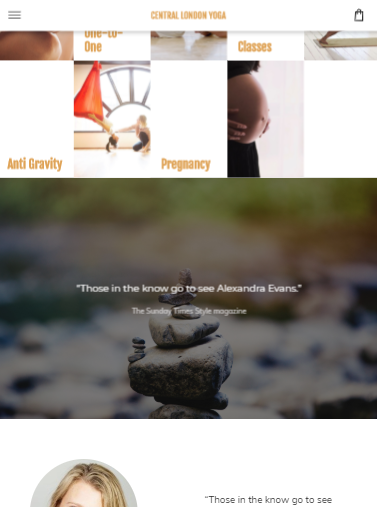 CENTRAL LONDON YOGA
One-to-
One
Classes
Anti Gravity
Pregnancy
“Those in the know go to see Alexandra Evans.”
The Sunday Times Style magazine
“Those in the know go to see